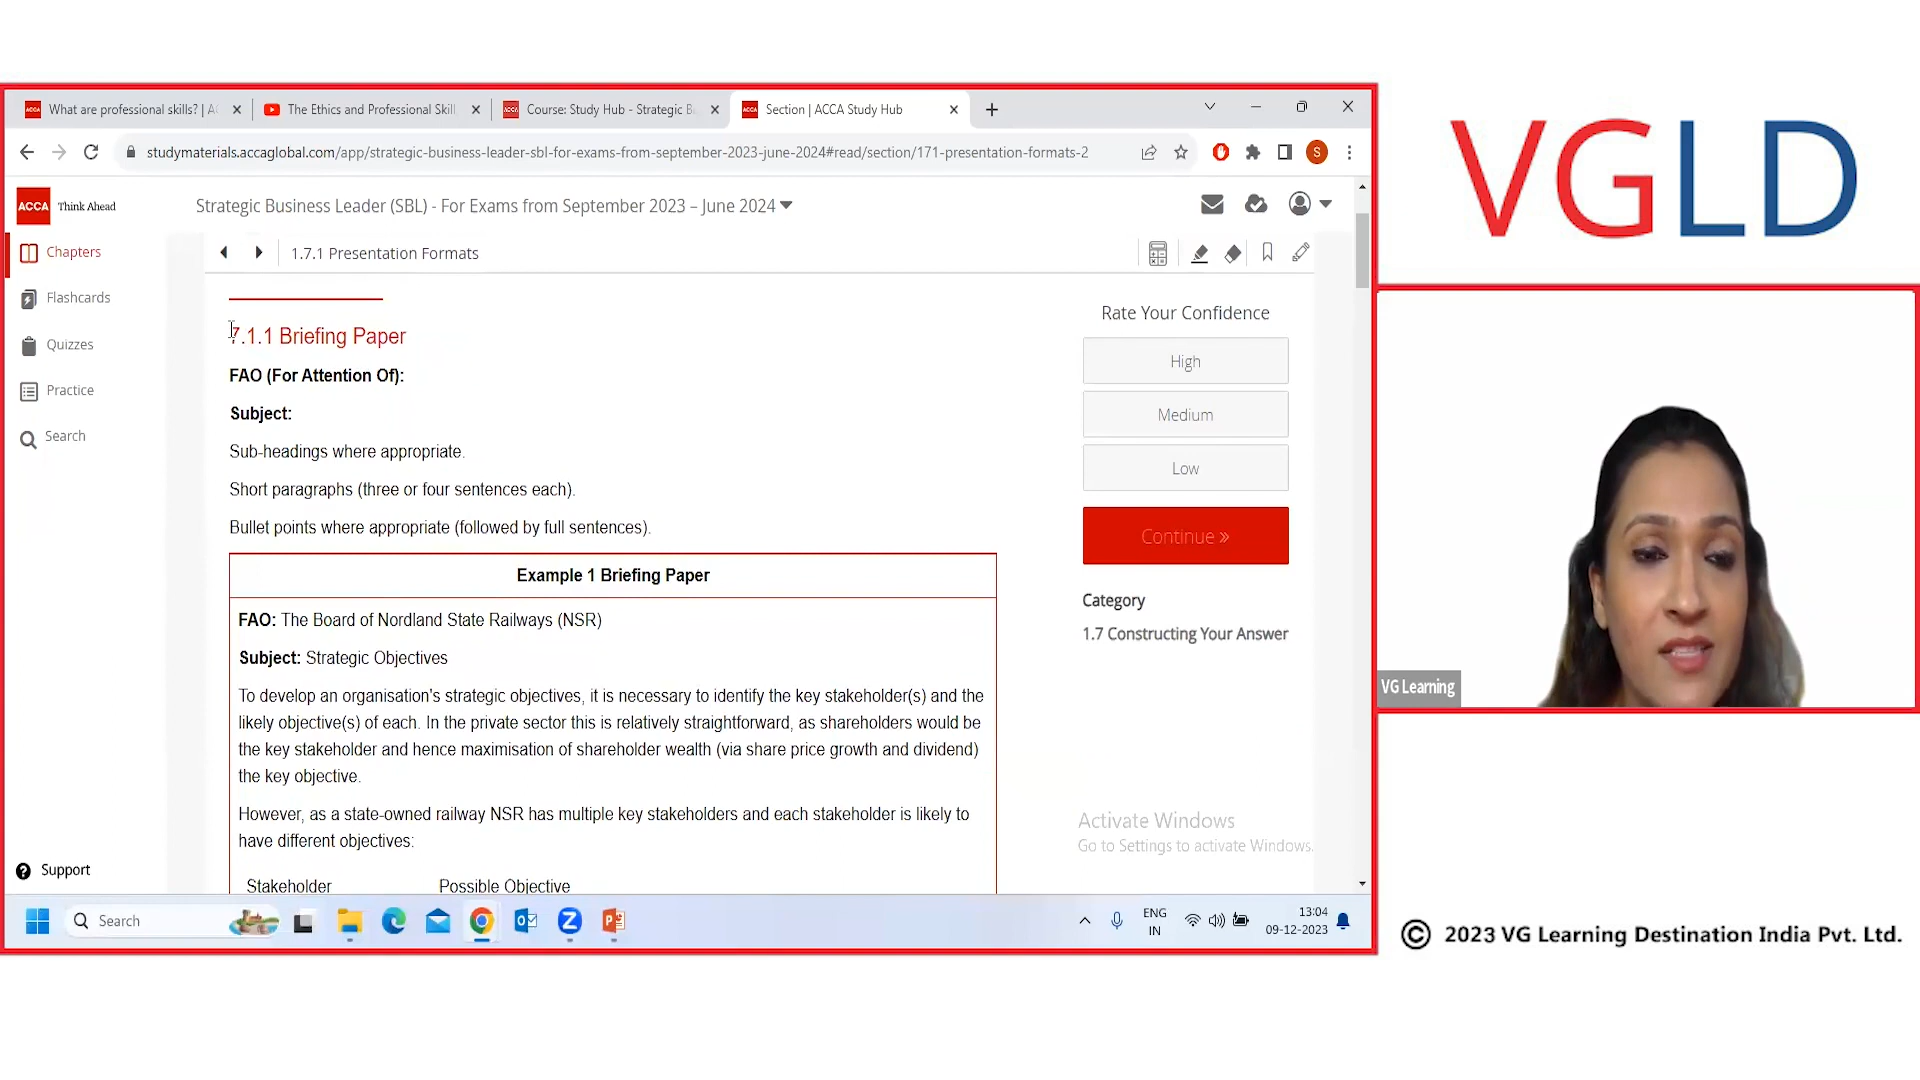 What are professional skills? | AC
The Ethics and Professional Skill
Course: Study Hub - Strategic B
Section | ACCA Study Hub
studymaterials.accaglobal.com/app/strategic-business-leader-sbl-for-exams-from-september-2023-june-2024#read/section/171-presentation-formats-2
S
ACCA Think Ahead
Strategic Business Leader (SBL) - For Exams from September 2023 – June 2024
Chapters
Flashcards
Quizzes
Practice
Search
Support
1.7.1 Presentation Formats
7.1.1 Briefing Paper
FAO (For Attention Of):
Subject:
Sub-headings where appropriate.
Short paragraphs (three or four sentences each).
Bullet points where appropriate (followed by full sentences).
Example 1 Briefing Paper
FAO: The Board of Nordland State Railways (NSR)
Subject: Strategic Objectives
To develop an organisation's strategic objectives, it is necessary to identify the key stakeholder(s) and the
likely objective(s) of each. In the private sector this is relatively straightforward, as shareholders would be
the key stakeholder and hence maximisation of shareholder wealth (via share price growth and dividend)
the key objective.
However, as a state-owned railway NSR has multiple key stakeholders and each stakeholder is likely to
have different objectives:
Stakeholder Possible Objective
Rate Your Confidence
High
Medium
Low
Continue »
Category
1.7 Constructing Your Answer
Activate Windows
Go to Settings to activate Windows.
Search
ENG
IN
13:04
09-12-2023
VGLD
VG Learning
© 2023 VG Learning Destination India Pvt. Ltd.